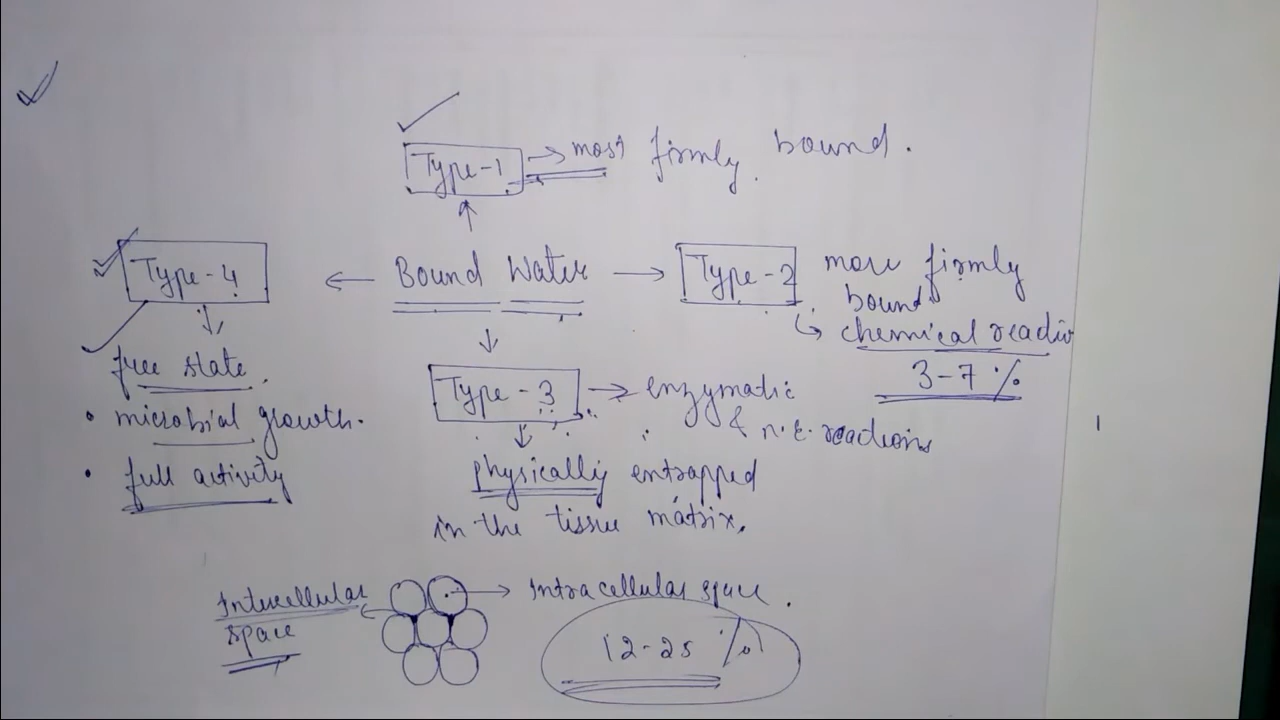 Type-1 → most firmly bound.
Type-4 ← Bound Water → Type-2 more firmly
bound
chemical reactio
3-7 %
free state.
• microbial growth.
• full activity
Type-3 → enzymatic
& n.E. reactions
physically entrapped
in the tissue matrix.
Intercellular
space
Intracellular space.
12-25 %